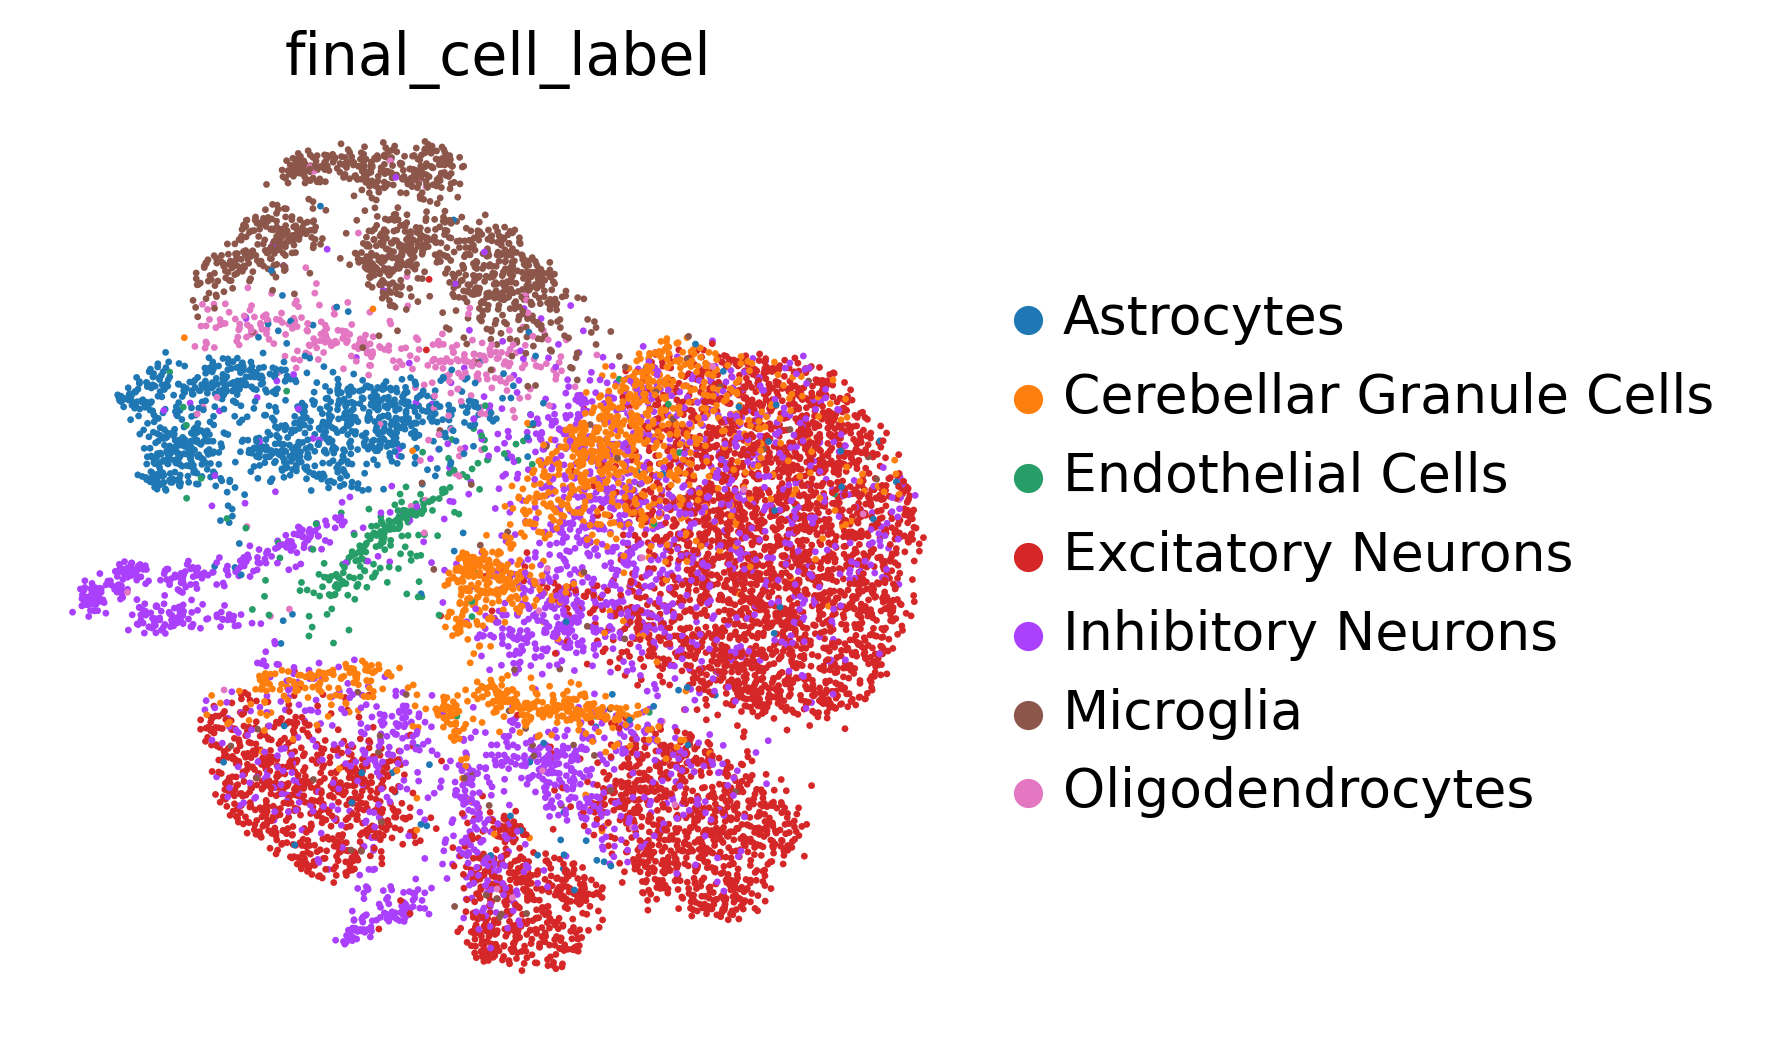 final_cell_label
Astrocytes
Cerebellar Granule Cells
Endothelial Cells
Excitatory Neurons
Inhibitory Neurons
Microglia
Oligodendrocytes